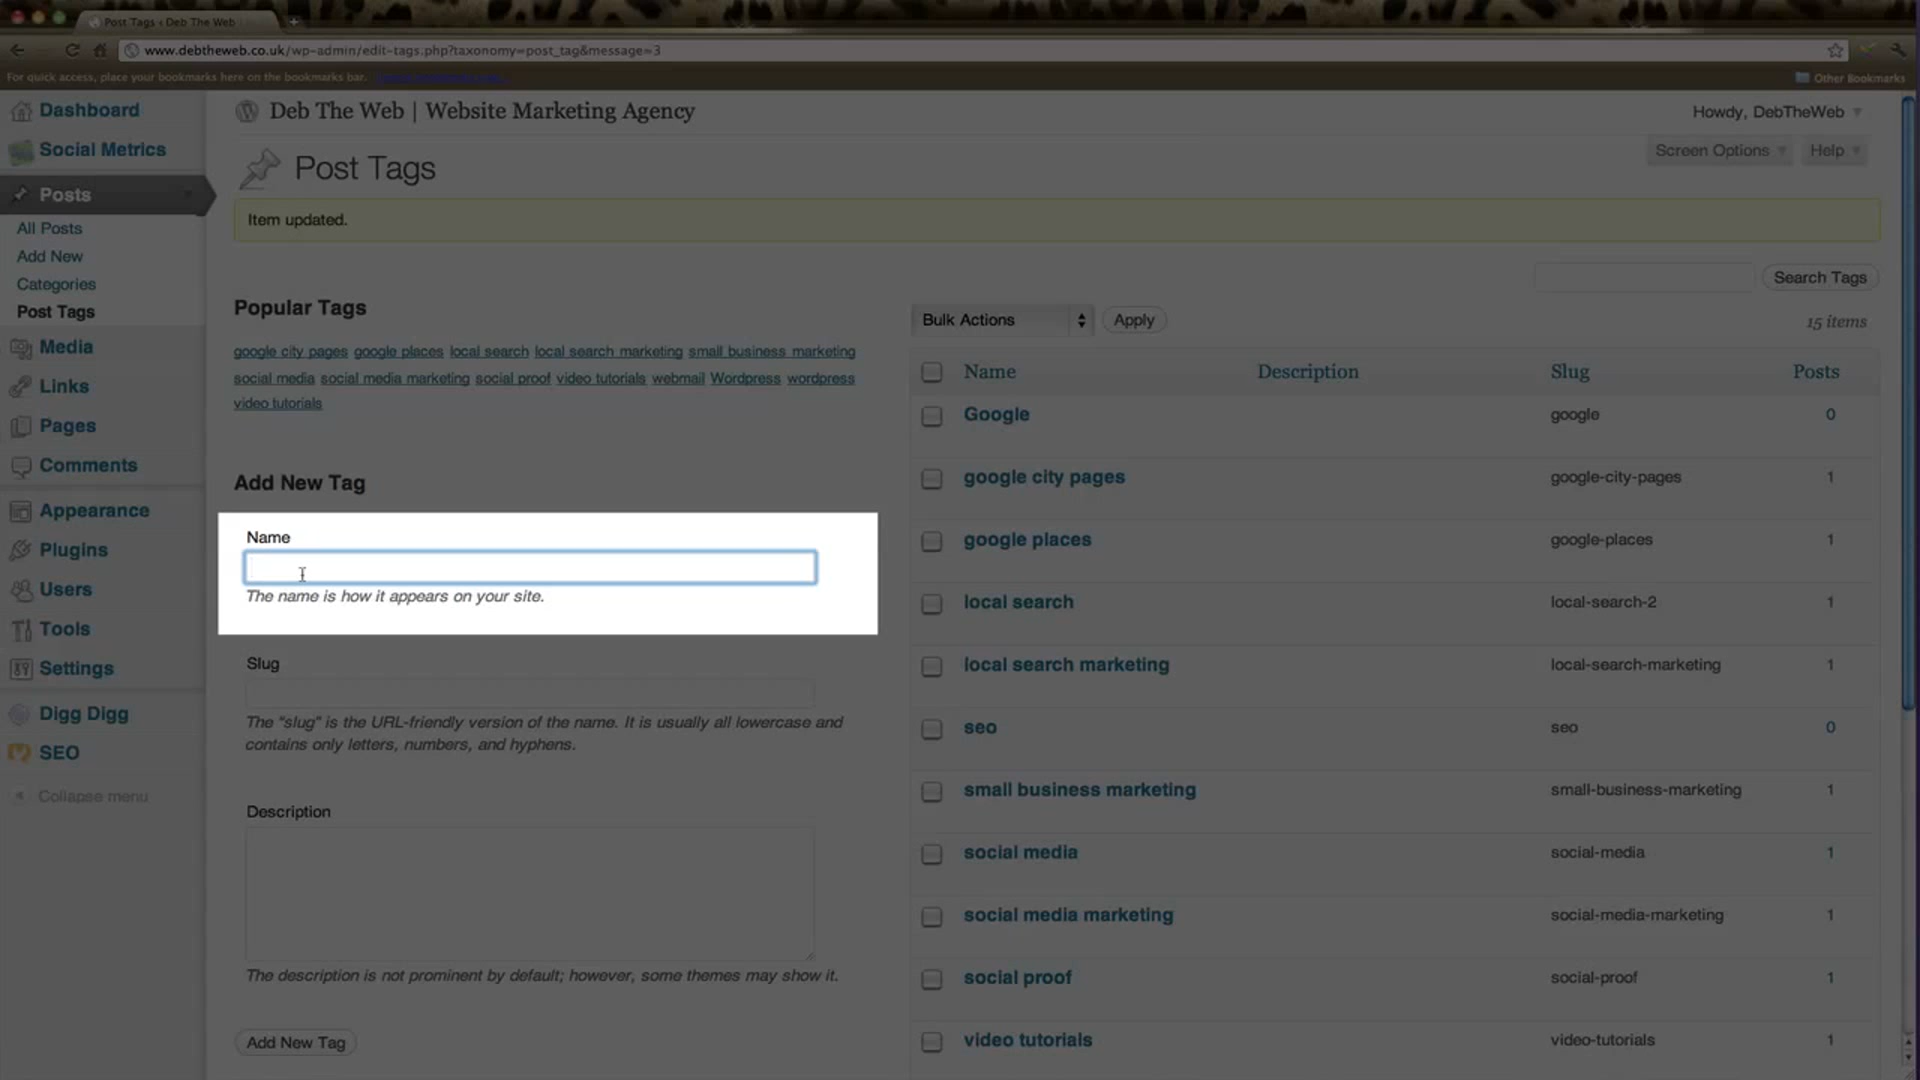 Post Tags ‹ Deb The Web
www.debtheweb.co.uk/wp-admin/edit-tags.php?taxonomy=post_tag&message=3
For quick access, place your bookmarks here on the bookmarks bar.
Other Bookmarks
Dashboard
Social Metrics
Posts
All Posts
Add New
Categories
Post Tags
Media
Links
Pages
Comments
Appearance
Plugins
Users
Tools
Settings
Digg Digg
SEO
Collapse menu
Deb The Web | Website Marketing Agency
Howdy, DebTheWeb
Screen Options
Help
Post Tags
Item updated.
Search Tags
Popular Tags
google city pages google places local search local search marketing small business marketing
social media social media marketing social proof video tutorials webmail Wordpress wordpress
video tutorials
Add New Tag
Name
The name is how it appears on your site.
Slug
The “slug” is the URL-friendly version of the name. It is usually all lowercase and
contains only letters, numbers, and hyphens.
Description
The description is not prominent by default; however, some themes may show it.
Add New Tag
Bulk Actions Apply 15 items
Name Description Slug Posts
Google google 0
google city pages google-city-pages 1
google places google-places 1
local search local-search-2 1
local search marketing local-search-marketing 1
seo seo 0
small business marketing small-business-marketing 1
social media social-media 1
social media marketing social-media-marketing 1
social proof social-proof 1
video tutorials video-tutorials 1